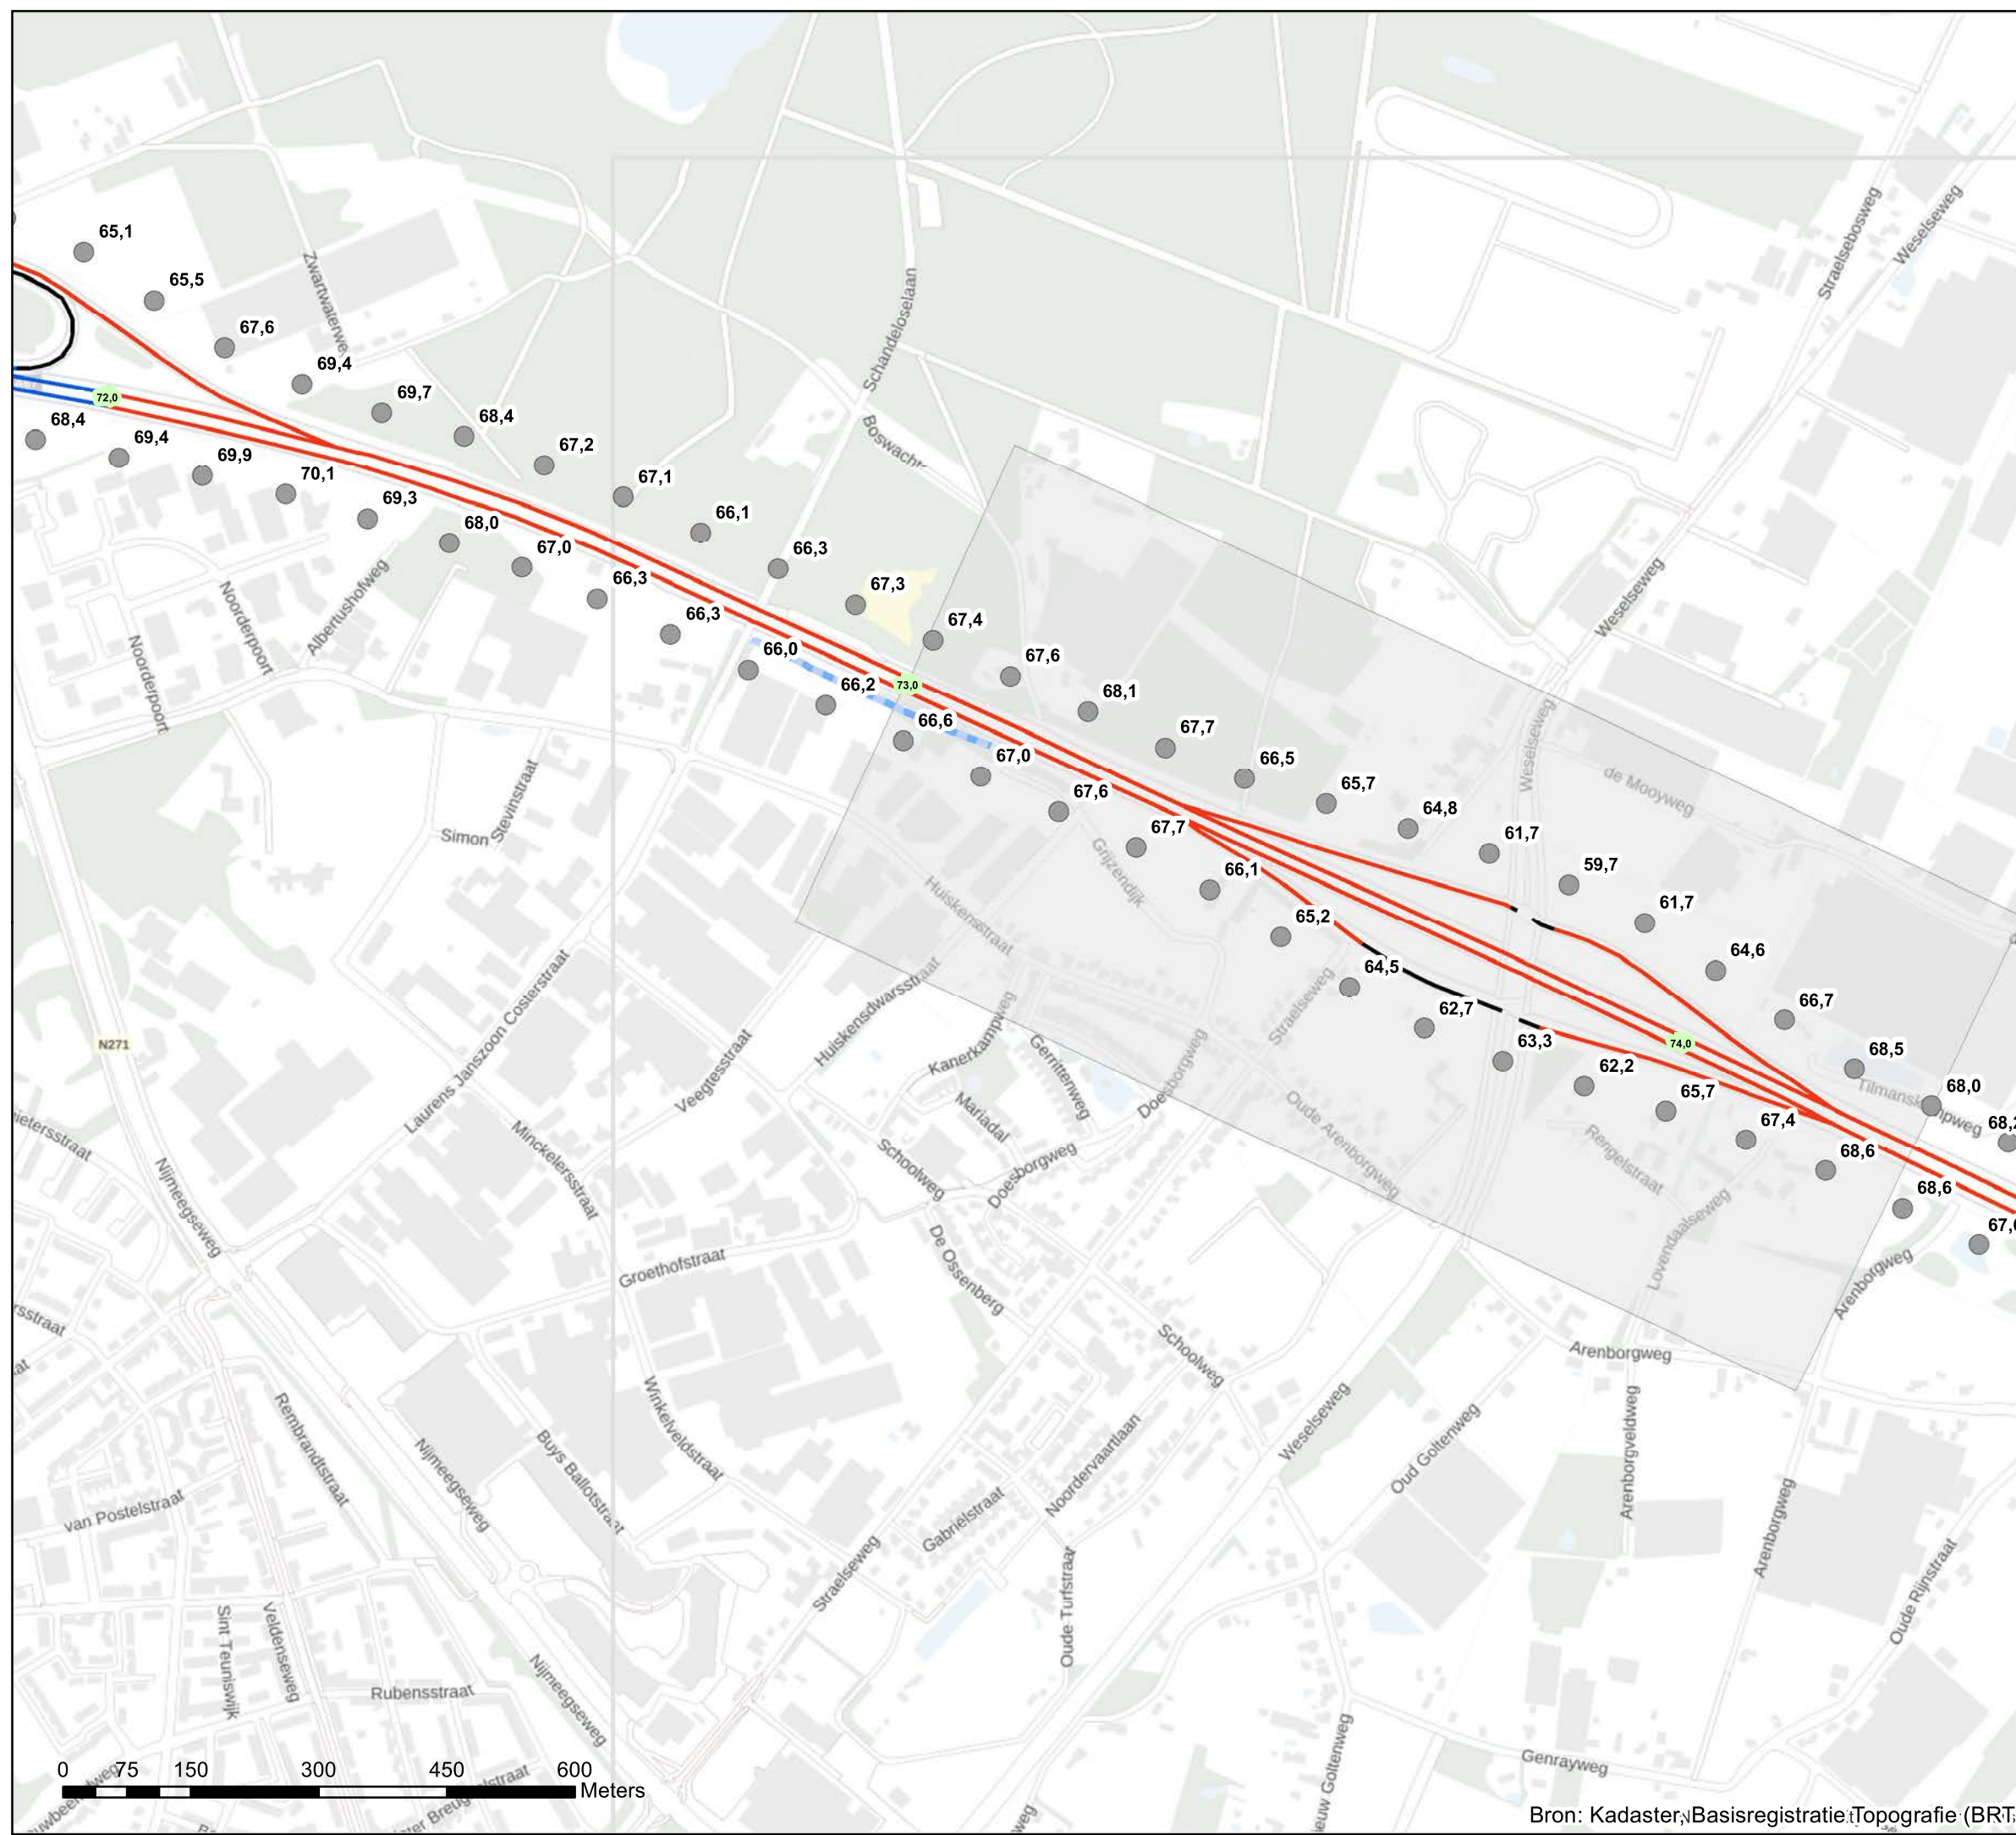 Straelsebosweg
Weselseweg
65,1
65,5
Zwartwaterwe
67,6
Schandeloselaan
69,4
72,0
69,7
68,4
68,4
69,4
67,2
Boswachte
69,9
67,1
70,1
69,3
66,1
68,0
66,3
67,0
Weselseweg
66,3
67,3
Albertushofweg
Noorderpoort
66,3
67,4
Noorderpoort
66,0
67,6
66,2
73,0
68,1
66,6
67,7
Weselseweg
67,0
66,5
de Mooyweg
67,6
65,7
Simon Stevinstraat
64,8
67,7
61,7
Grijzendijk
66,1
59,7
Huiskensstraat
65,2
61,7
64,5
64,6
Straelseweg
62,7
66,7
Huiskensdwarsstraat
Laurens Janszoon Costerstraat
N271
Kanerkampweg
63,3
74,0
68,5
Gerrittenweg
62,2
Veegtesstraat
65,7
Doesborgweg
68,0
67,4
Mariadal
Oude Arenborgweg
68,6
Minckelersstraat
Rengelstraat
Schoolweg
Doesborgweg
68,6
Nijmeegseweg
Lovendaalseweg
De Ossenberg
Groethofstraat
Arenborgweg
Schoolweg
Arenborgweg
Weselseweg
Winkelveldstraat
Rembrandtstraat
Arenborgveldweg
Oud Goltenweg
Nijmeegseweg
Buys Ballotstraat
Noordervaartlaan
van Postelstraat
Gabriëlstraat
Arenborgweg
Straelseweg
Oude Turfstraat
Oude Rijnstraat
Sint Teuniswijk
Veldenseweg
Nijmeegseweg
Rubensstraat
Genrayweg
0 75 150 300 450 600
Meters
Bron: Kadaster, Basisregistratie Topografie (BRT